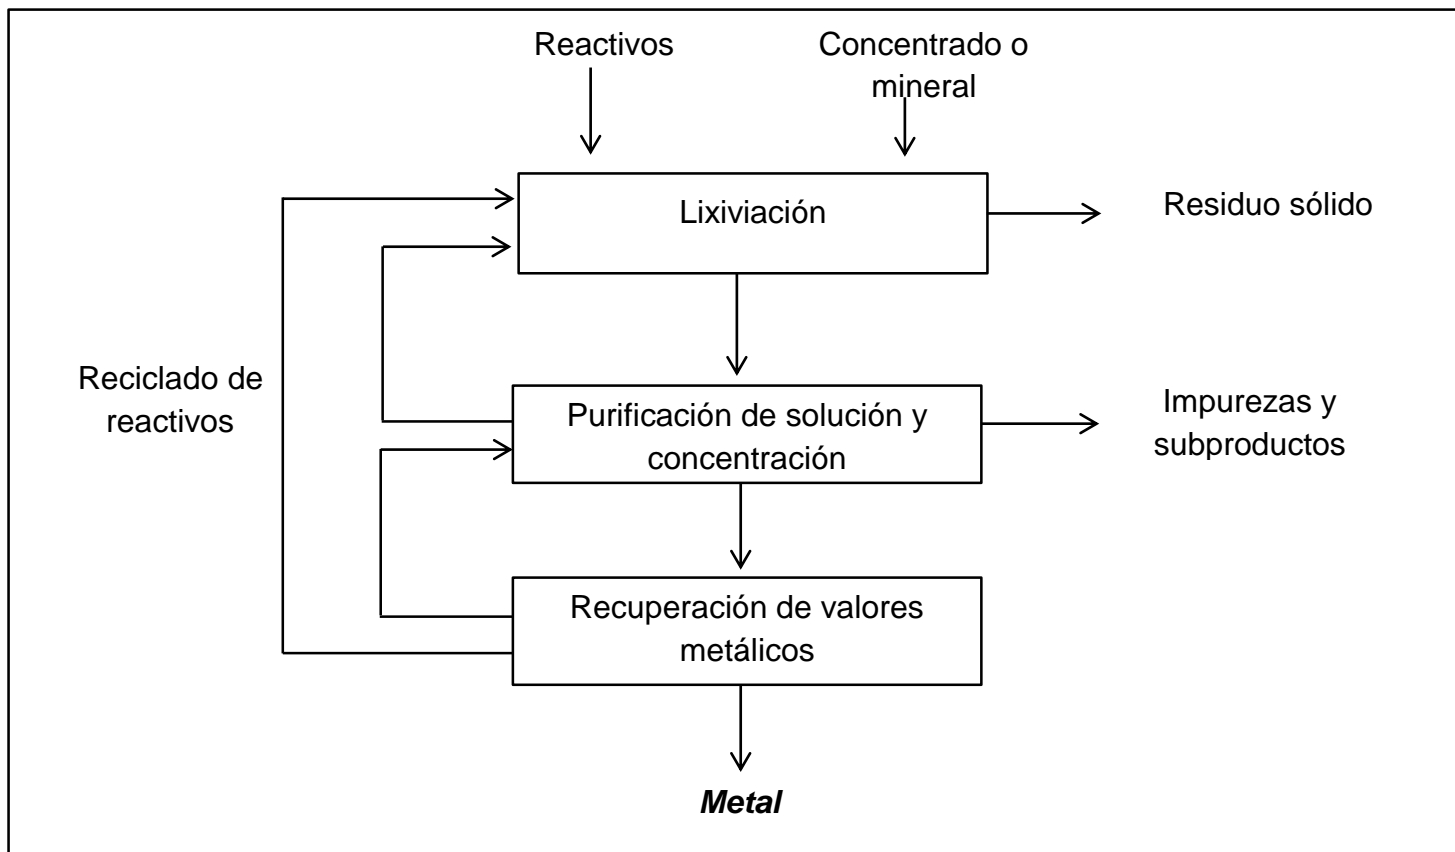 Reactivos
Concentrado o
mineral
Lixiviación
Residuo sólido
Reciclado de
reactivos
Purificación de solución y
concentración
Impurezas y
subproductos
Recuperación de valores
metálicos
Metal